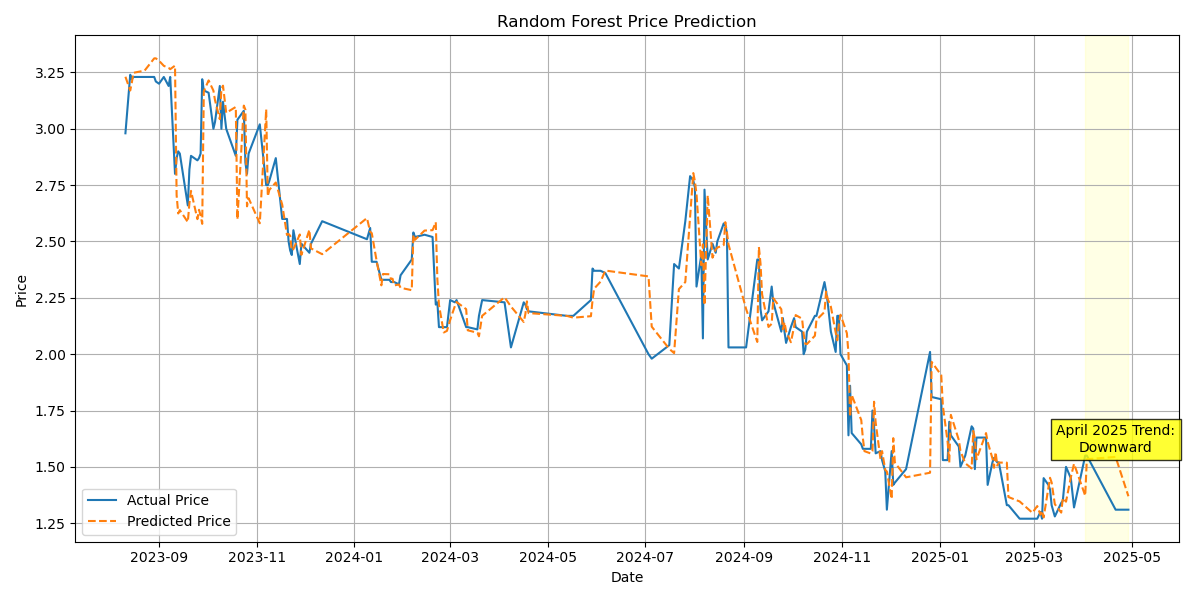 Random Forest Price Prediction
3.25
3.00
2.75
2.50
2.25
2.00
1.75
1.50
1.25
Price
April 2025 Trend:
Downward
Actual Price
Predicted Price
2023-09 2023-11 2024-01 2024-03 2024-05 2024-07 2024-09 2024-11 2025-01 2025-03 2025-05
Date